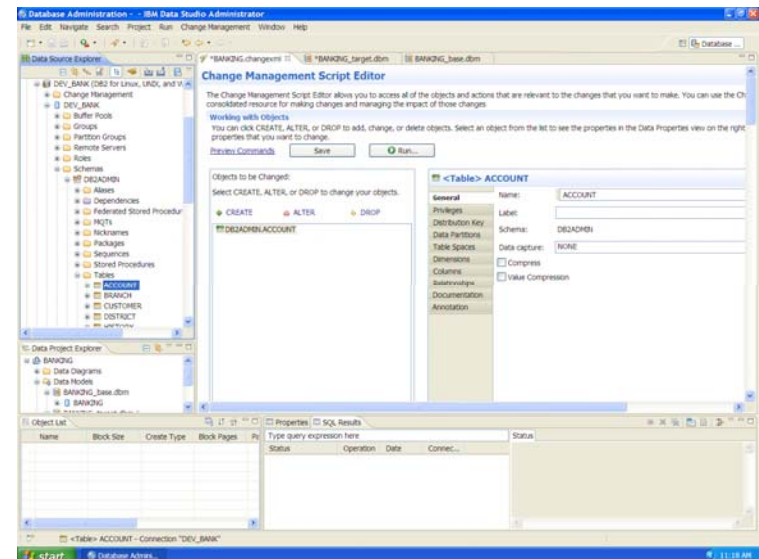 Database Administration - - IBM Data Studio Administrator
File Edit Navigate Search Project Run Change Management Window Help
Database ...
Data Source Explorer
*BANKING.changexml
*BANKING_target.dbm
BANKING_base.dbm
DEV_BANK (DB2 for Linux, UNIX, and W
Change Management
DEV_BANK
Buffer Pools
Groups
Partition Groups
Remote Servers
Roles
Schemas
DB2ADMIN
Aliases
Dependencies
Federated Stored Procedur
MQTs
Nicknames
Packages
Sequences
Stored Procedures
Tables
ACCOUNT
BRANCH
CUSTOMER
DISTRICT
HISTORY
Change Management Script Editor
The Change Management Script Editor allows you to access all of the objects and actions that are relevant to the changes that you want to make. You can use the Ch
consolidated resource for making changes and managing the impact of those changes
Working with Objects
You can click CREATE, ALTER, or DROP to add, change, or delete objects. Select an object from the list to see the properties in the Data Properties view on the right
properties that you want to change.
Preview Commands Save Run...
Objects to be Changed:
Select CREATE, ALTER, or DROP to change your objects.
CREATE ALTER DROP
DB2ADMIN.ACCOUNT
<Table> ACCOUNT
General
Privileges
Distribution Key
Data Partitions
Table Spaces
Dimensions
Columns
Relationships
Documentation
Annotation
Name: ACCOUNT
Label:
Schema: DB2ADMIN
Data capture: NONE
Compress
Value Compression
Data Project Explorer
BANKING
Data Diagrams
Data Models
BANKING_base.dbm
BANKING
Object List
Name Block Size Create Type Block Pages
Properties SQL Results
Type query expression here
Status Operation Date Connec...
Status
<Table> ACCOUNT - Connection "DEV_BANK"
start
Database Admini...
11:18 AM